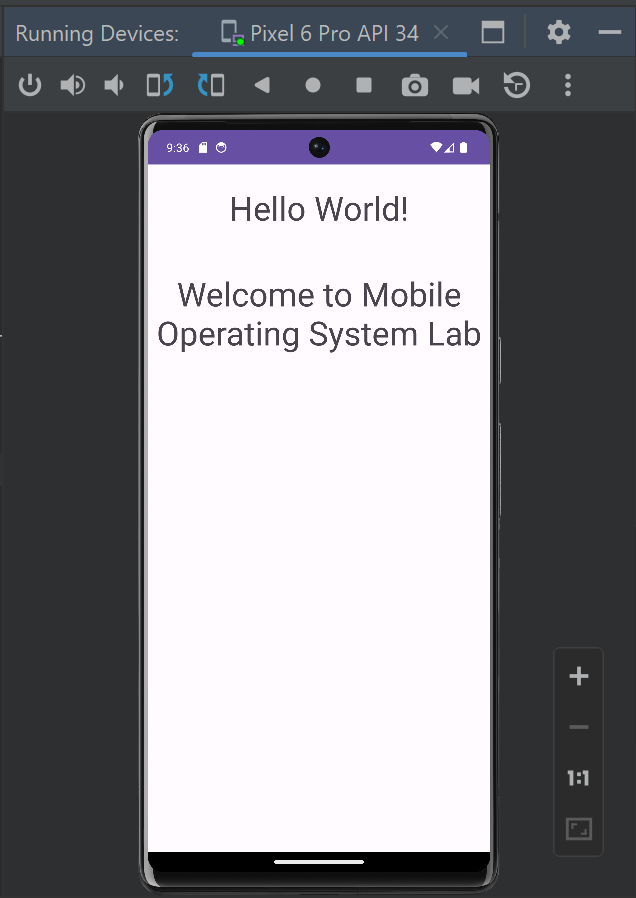 Running Devices: Pixel 6 Pro API 34
9:36
Hello World!
Welcome to Mobile
Operating System Lab
1:1